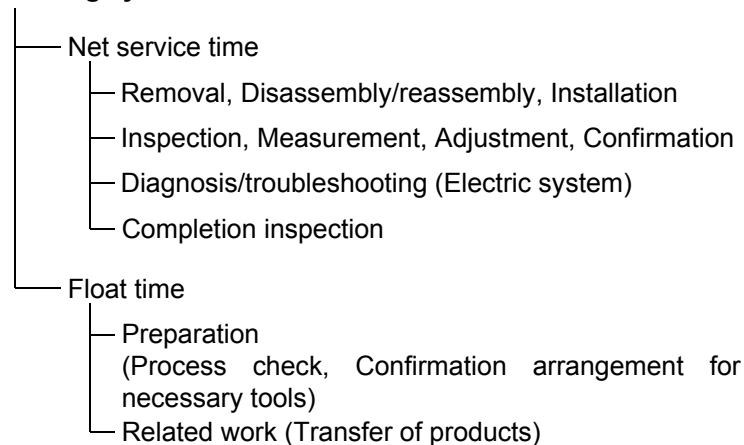 Net service time
Removal, Disassembly/reassembly, Installation
Inspection, Measurement, Adjustment, Confirmation
Diagnosis/troubleshooting (Electric system)
Completion inspection
Float time
Preparation
(Process check, Confirmation arrangement for
necessary tools)
Related work (Transfer of products)